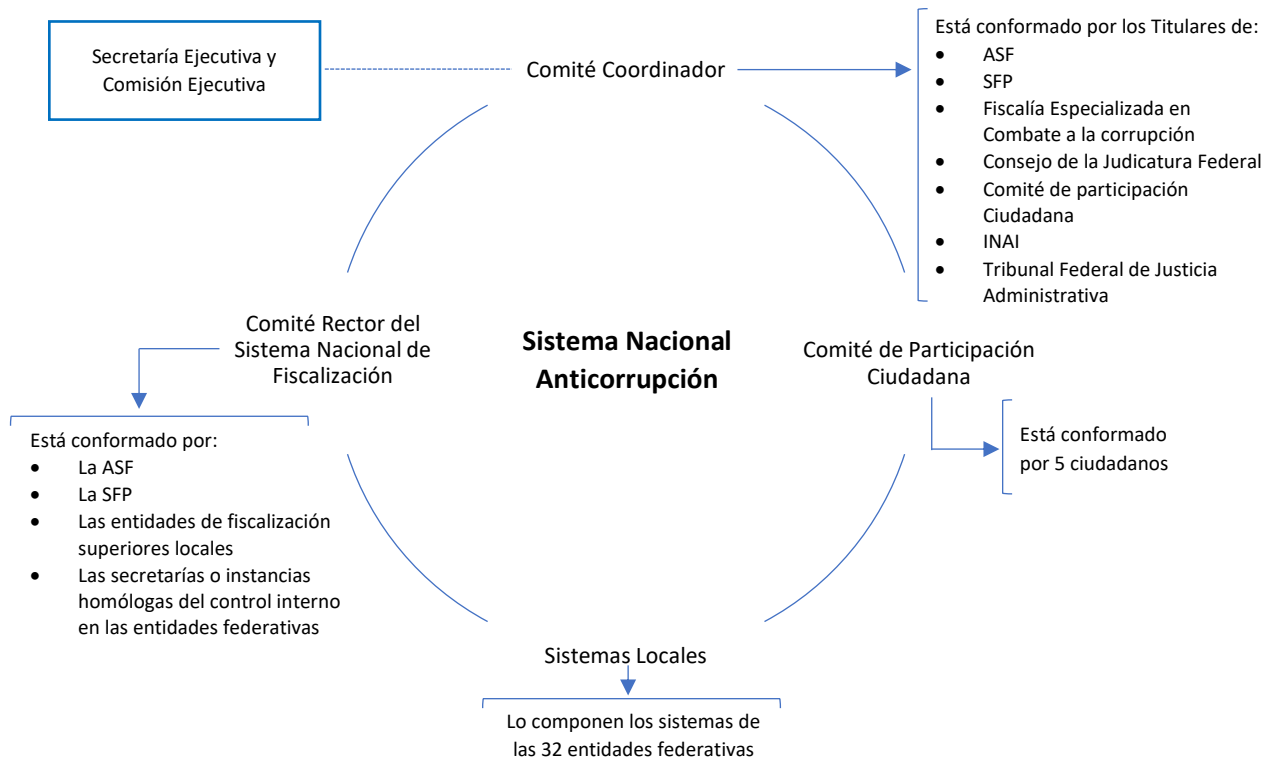 Secretaría Ejecutiva y
Comisión Ejecutiva
Comité Coordinador
Está conformado por los Titulares de:
• ASF
• SFP
• Fiscalía Especializada en
Combate a la corrupción
• Consejo de la Judicatura Federal
• Comité de participación
Ciudadana
• INAI
• Tribunal Federal de Justicia
Administrativa
Comité Rector del
Sistema Nacional de
Fiscalización
Sistema Nacional
Anticorrupción
Comité de Participación
Ciudadana
Está conformado por:
• La ASF
• La SFP
• Las entidades de fiscalización
superiores locales
• Las secretarías o instancias
homólogas del control interno
en las entidades federativas
Está conformado
por 5 ciudadanos
Sistemas Locales
Lo componen los sistemas de
las 32 entidades federativas